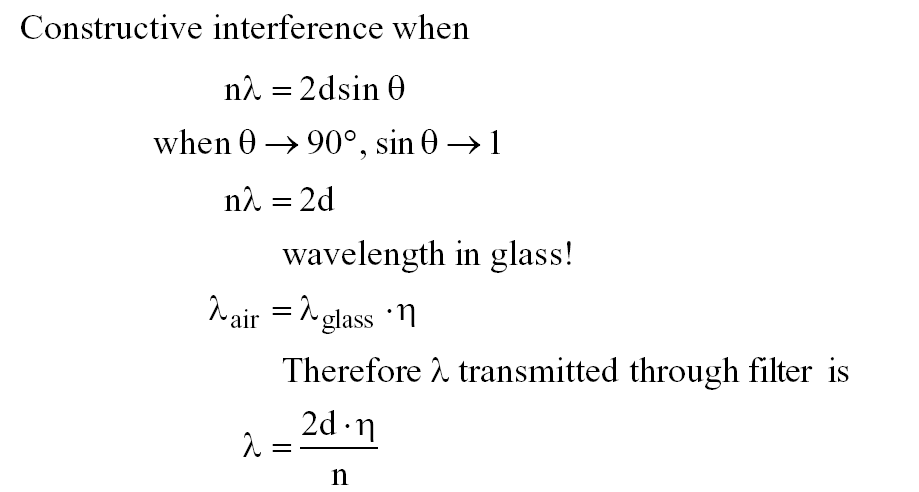 Constructive interference when
nλ = 2dsin θ
when θ → 90°, sin θ → 1
nλ = 2d
wavelength in glass!
λair = λglass · η
Therefore λ transmitted through filter is
λ = 2d · η / n